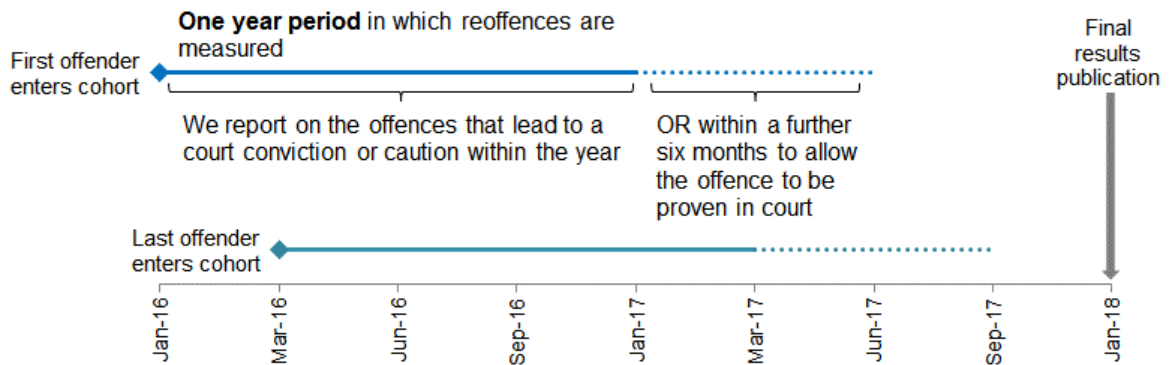 One year period in which reoffences are
measured
First offender
enters cohort
Final
results
publication
We report on the offences that lead to a
court conviction or caution within the year
OR within a further
six months to allow
the offence to be
proven in court
Last offender
enters cohort
Jan-16
Mar-16
Jun-16
Sep-16
Jan-17
Mar-17
Jun-17
Sep-17
Jan-18